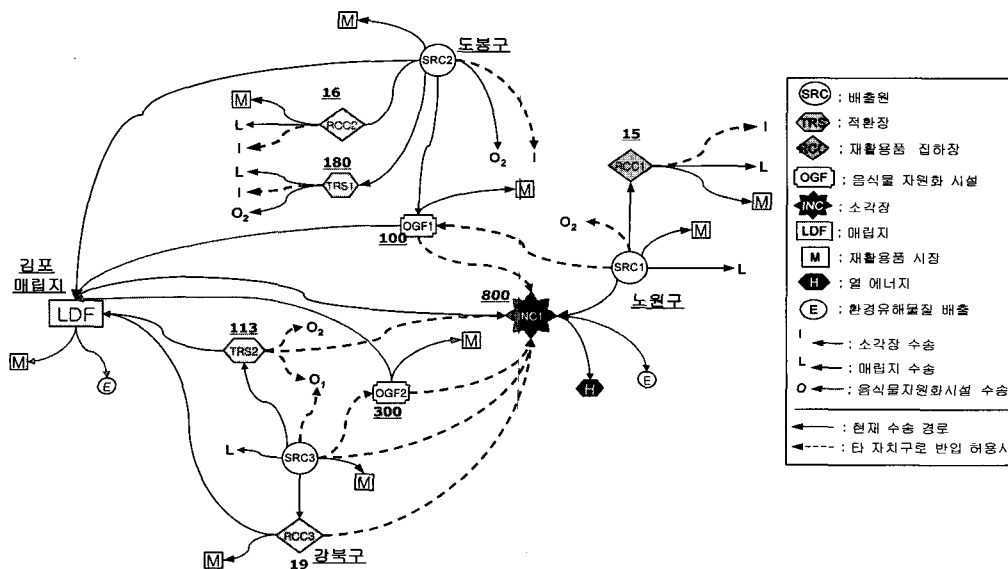 도봉구
M
SRC2
16
M
L
I
RCC2
180
L
I
O2
TRS1
O2
I
M
OGF1
100
15
RCC1
I
L
M
O2
M
SRC1
L
노원구
김포
매립지
LDF
M
E
800
INC1
H
E
113
TRS2
O2
O1
M
OGF2
300
L
SRC3
M
RCC3
19
강북구
M
SRC : 배출원
TRS : 적환장
RCC : 재활용품 집하장
OGF : 음식물 자원화 시설
INC : 소각장
LDF : 매립지
M : 재활용품 시장
H : 열 에너지
E : 환경유해물질 배출
I : 소각장 수송
L : 매립지 수송
O : 음식물자원화시설 수송
: 현재 수송 경로
: 타 자치구로 반입 허용시